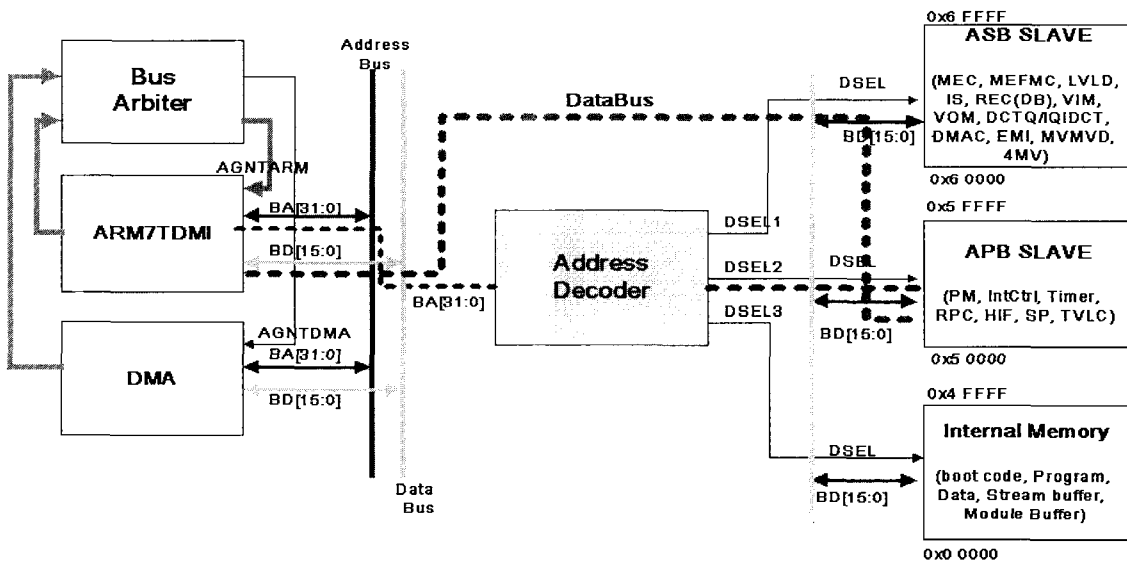 Bus
Arbiter
AGNTARM
ARM7TDMI
BA[31:0]
BD[15:0]
DMA
AGNTDMA
BA[31:0]
BD[15:0]
Address
Bus
Data
Bus
DataBus
BA[31:0]
Address
Decoder
DSEL1
DSEL2
DSEL3
DSEL
BD[15:0]
DSEL
BD[15:0]
DSEL
BD[15:0]
0x6 FFFF
ASB SLAVE
(MEC, MEFMC, LVLD,
IS, REC(DB), VIM,
VOM, DCTQ/IQIDCT,
DMAC, EMI, MVMVD,
4MV)
0x6 0000
0x5 FFFF
APB SLAVE
(PM, IntCtrl, Timer,
RPC, HIF, SP, TVLC)
0x5 0000
0x4 FFFF
Internal Memory
(boot code, Program,
Data, Stream buffer,
Module Buffer)
0x0 0000